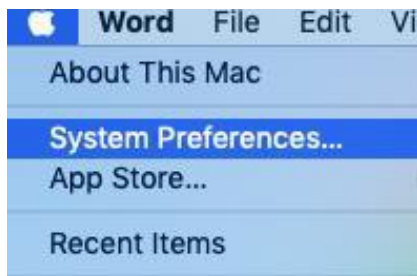 Word File Edit Vi
About This Mac
System Preferences...
App Store...
Recent Items